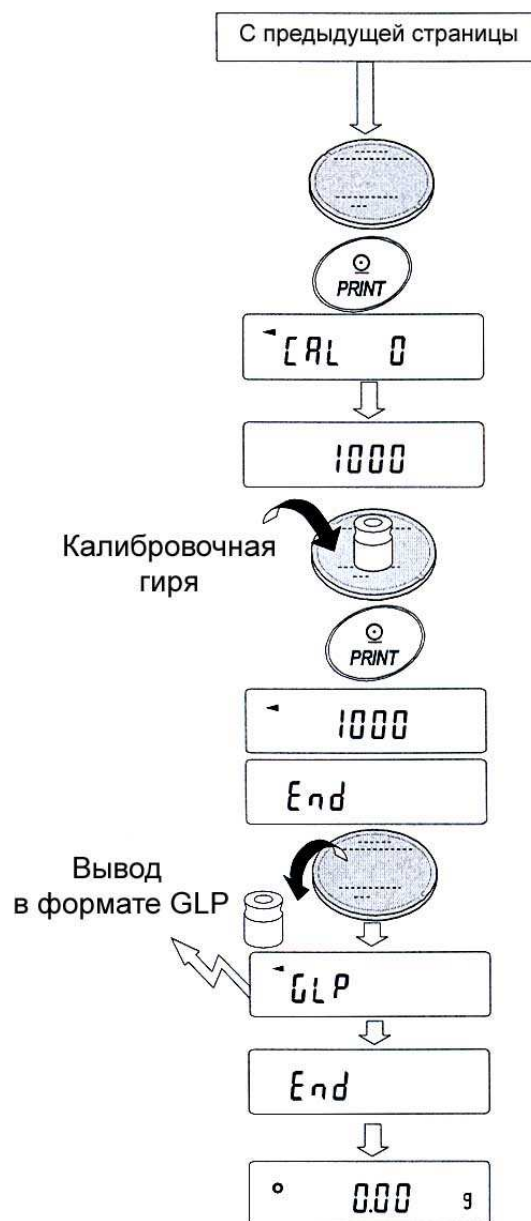 С предыдущей страницы
PRINT
CAL 0
1000
Калибровочная
гиря
PRINT
1000
End
Вывод
в формате GLP
GLP
End
0.00 g